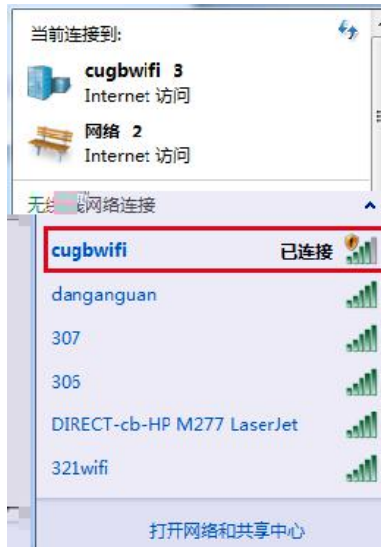 当前连接到:
cugbwifi 3
Internet 访问
网络 2
Internet 访问
网络连接
cugbwifi 已连接
danganguan
307
305
DIRECT-cb-HP M277 LaserJet
321wifi
打开网络和共享中心